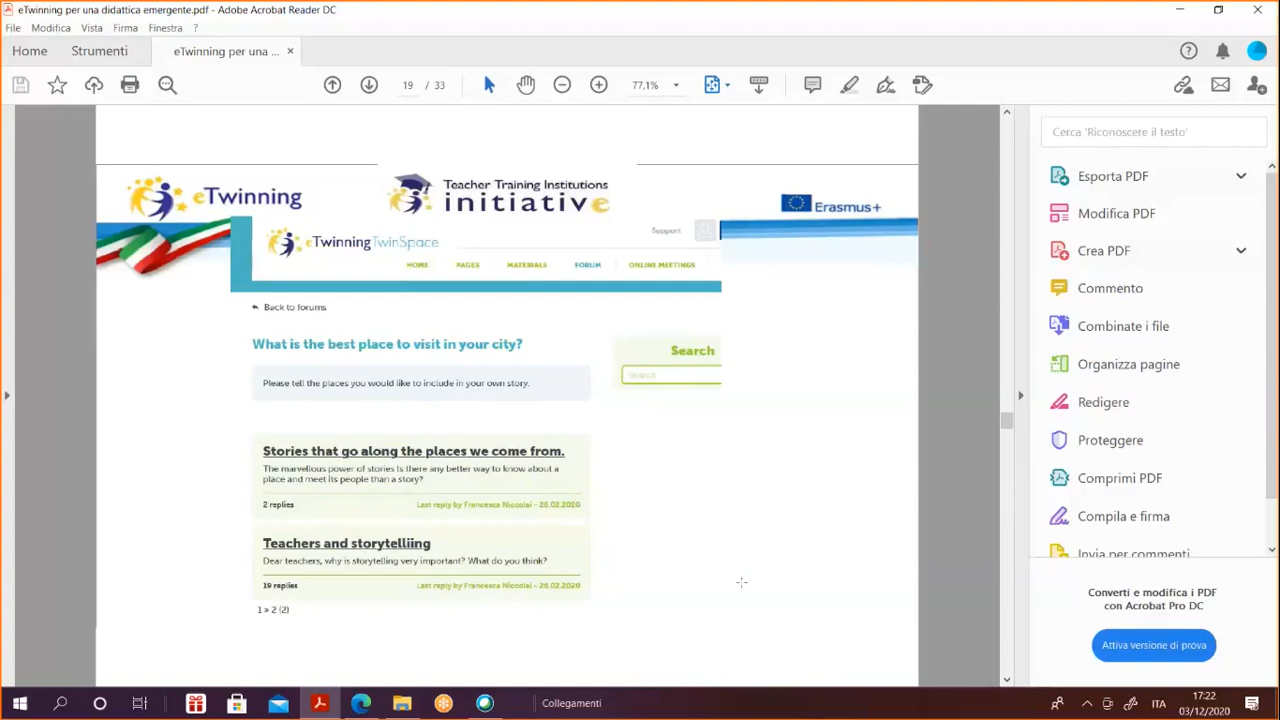 eTwinning per una didattica emergente.pdf - Adobe Acrobat Reader DC
File Modifica Vista Firma Finestra ?
Home Strumenti eTwinning per una ... ×
19 / 33 77,1%
Cerca 'Riconoscere il testo'
Esporta PDF
Modifica PDF
Crea PDF
Commento
Combinate i file
Organizza pagine
Redigere
Proteggere
Comprimi PDF
Compila e firma
Invia per commenti
Converti e modifica i PDF
con Acrobat Pro DC
Attiva versione di prova
eTwinning
Teacher Training Institutions
initiative
Erasmus+
eTwinningTwinSpace
Support
HOME PAGES MATERIALS FORUM ONLINE MEETINGS
Back to forums
What is the best place to visit in your city?
Please tell the places you would like to include in your own story.
Search
Search
Stories that go along the places we come from.
The marvellous power of stories Is there any better way to know about a
place and meet its people than a story?
2 replies Last reply by Francesca Niccolai - 26.02.2020
Teachers and storytelliing
Dear teachers, why is storytelling very important? What do you think?
19 replies Last reply by Francesca Niccolai - 26.02.2020
1 » 2 (2)
Collegamenti
ITA
17:22
03/12/2020